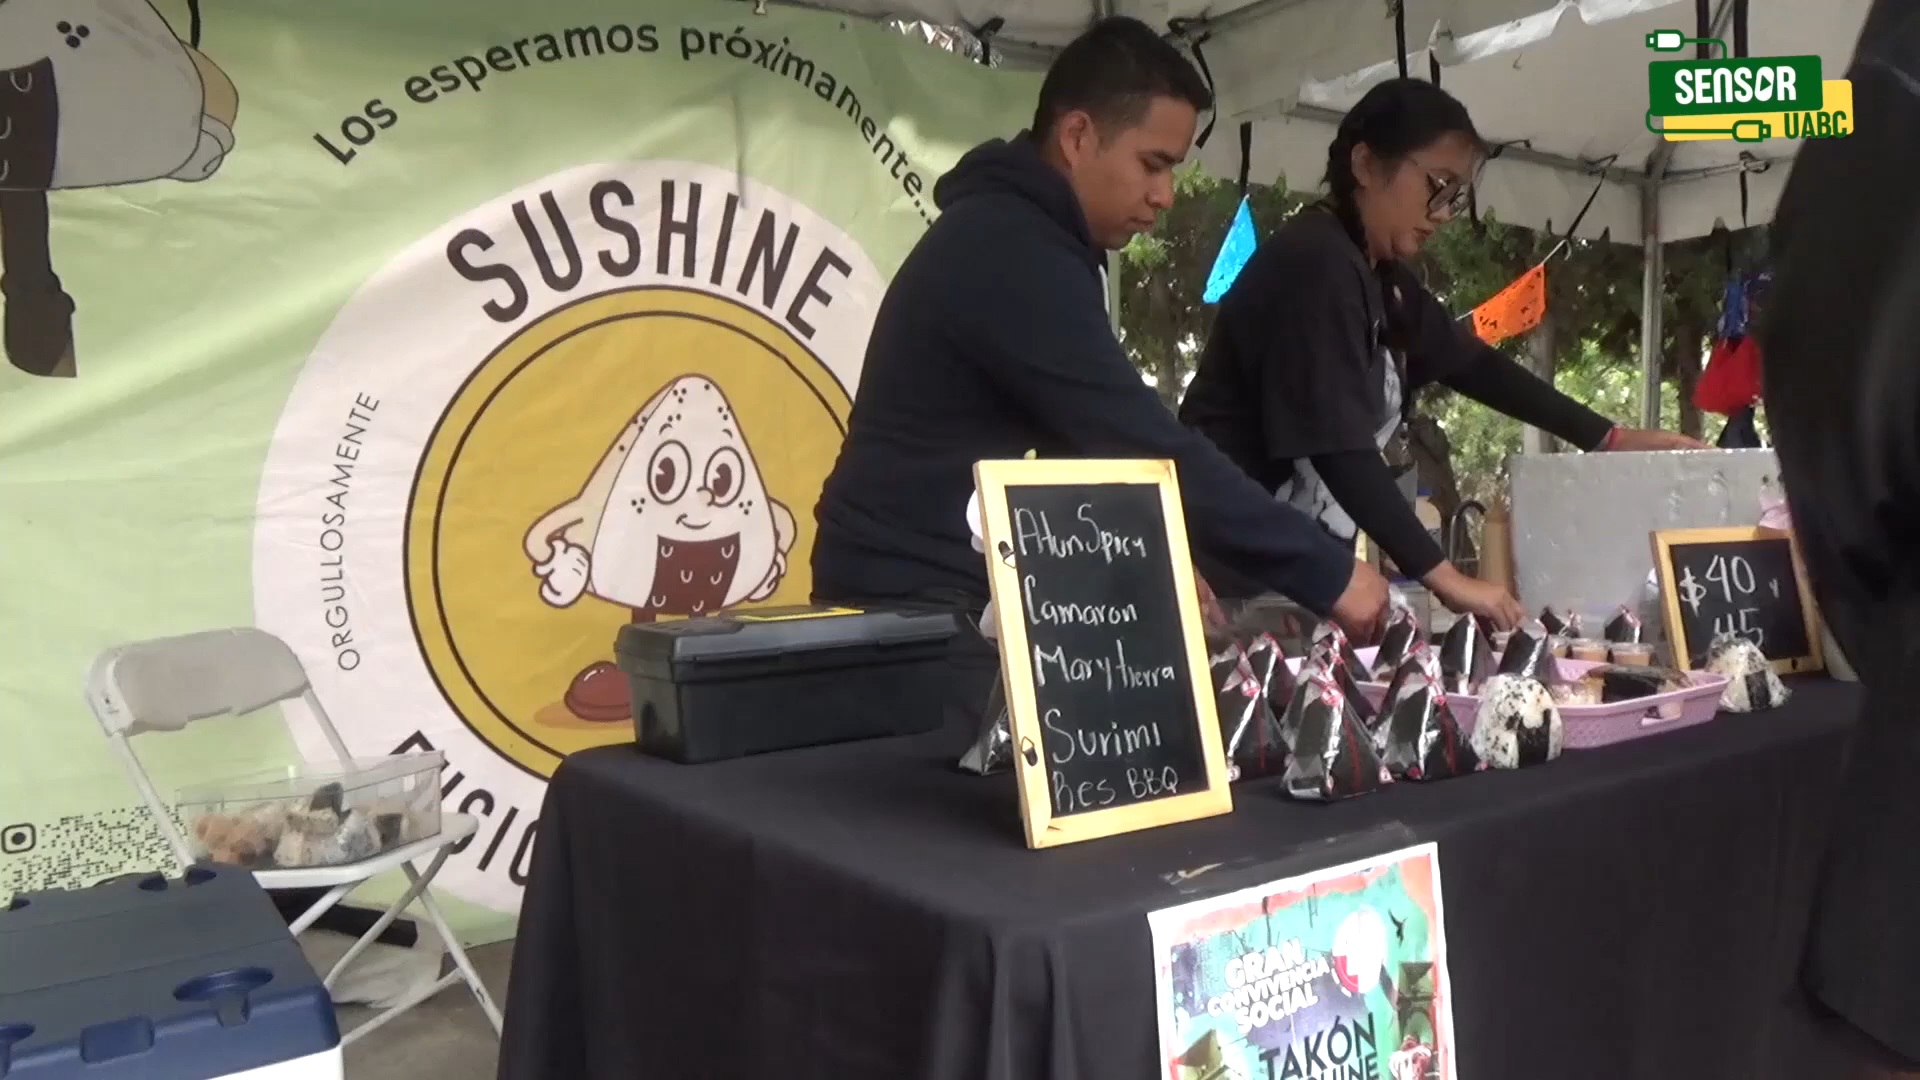 Los esperamos próximamente...
SUSHINE
ORGULLOSAMENTE
SENSOR
UABC
Atun Spicy
Camaron
Mar y tierra
Surimi
Res BBQ
$40 y
45
GRAN
CONVIVENCIA
SOCIAL
TAKÓN